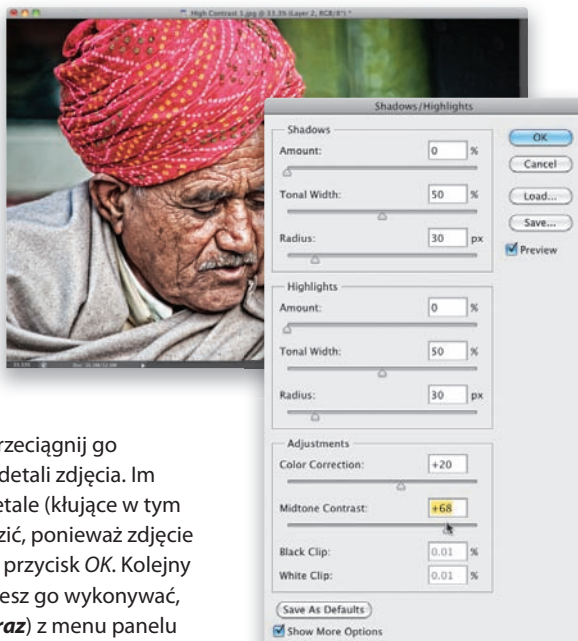 High Contrast 1.jpg @ 33.3% (Layer 2, RGB/8*) *
Shadows/Highlights
Shadows
Amount: 0 %
Tonal Width: 50 %
Radius: 30 px
Highlights
Amount: 0 %
Tonal Width: 50 %
Radius: 30 px
Adjustments
Color Correction: +20
Midtone Contrast: +68
Black Clip: 0.01 %
White Clip: 0.01 %
Save As Defaults
Show More Options
OK
Cancel
Load...
Save...
Preview
33.33%
rzeciągnij go
detali zdjęcia. Im
etale (kłujące w tym
zić, ponieważ zdjęcie
przycisk OK. Kolejny
esz go wykonywać,
raz) z menu panelu